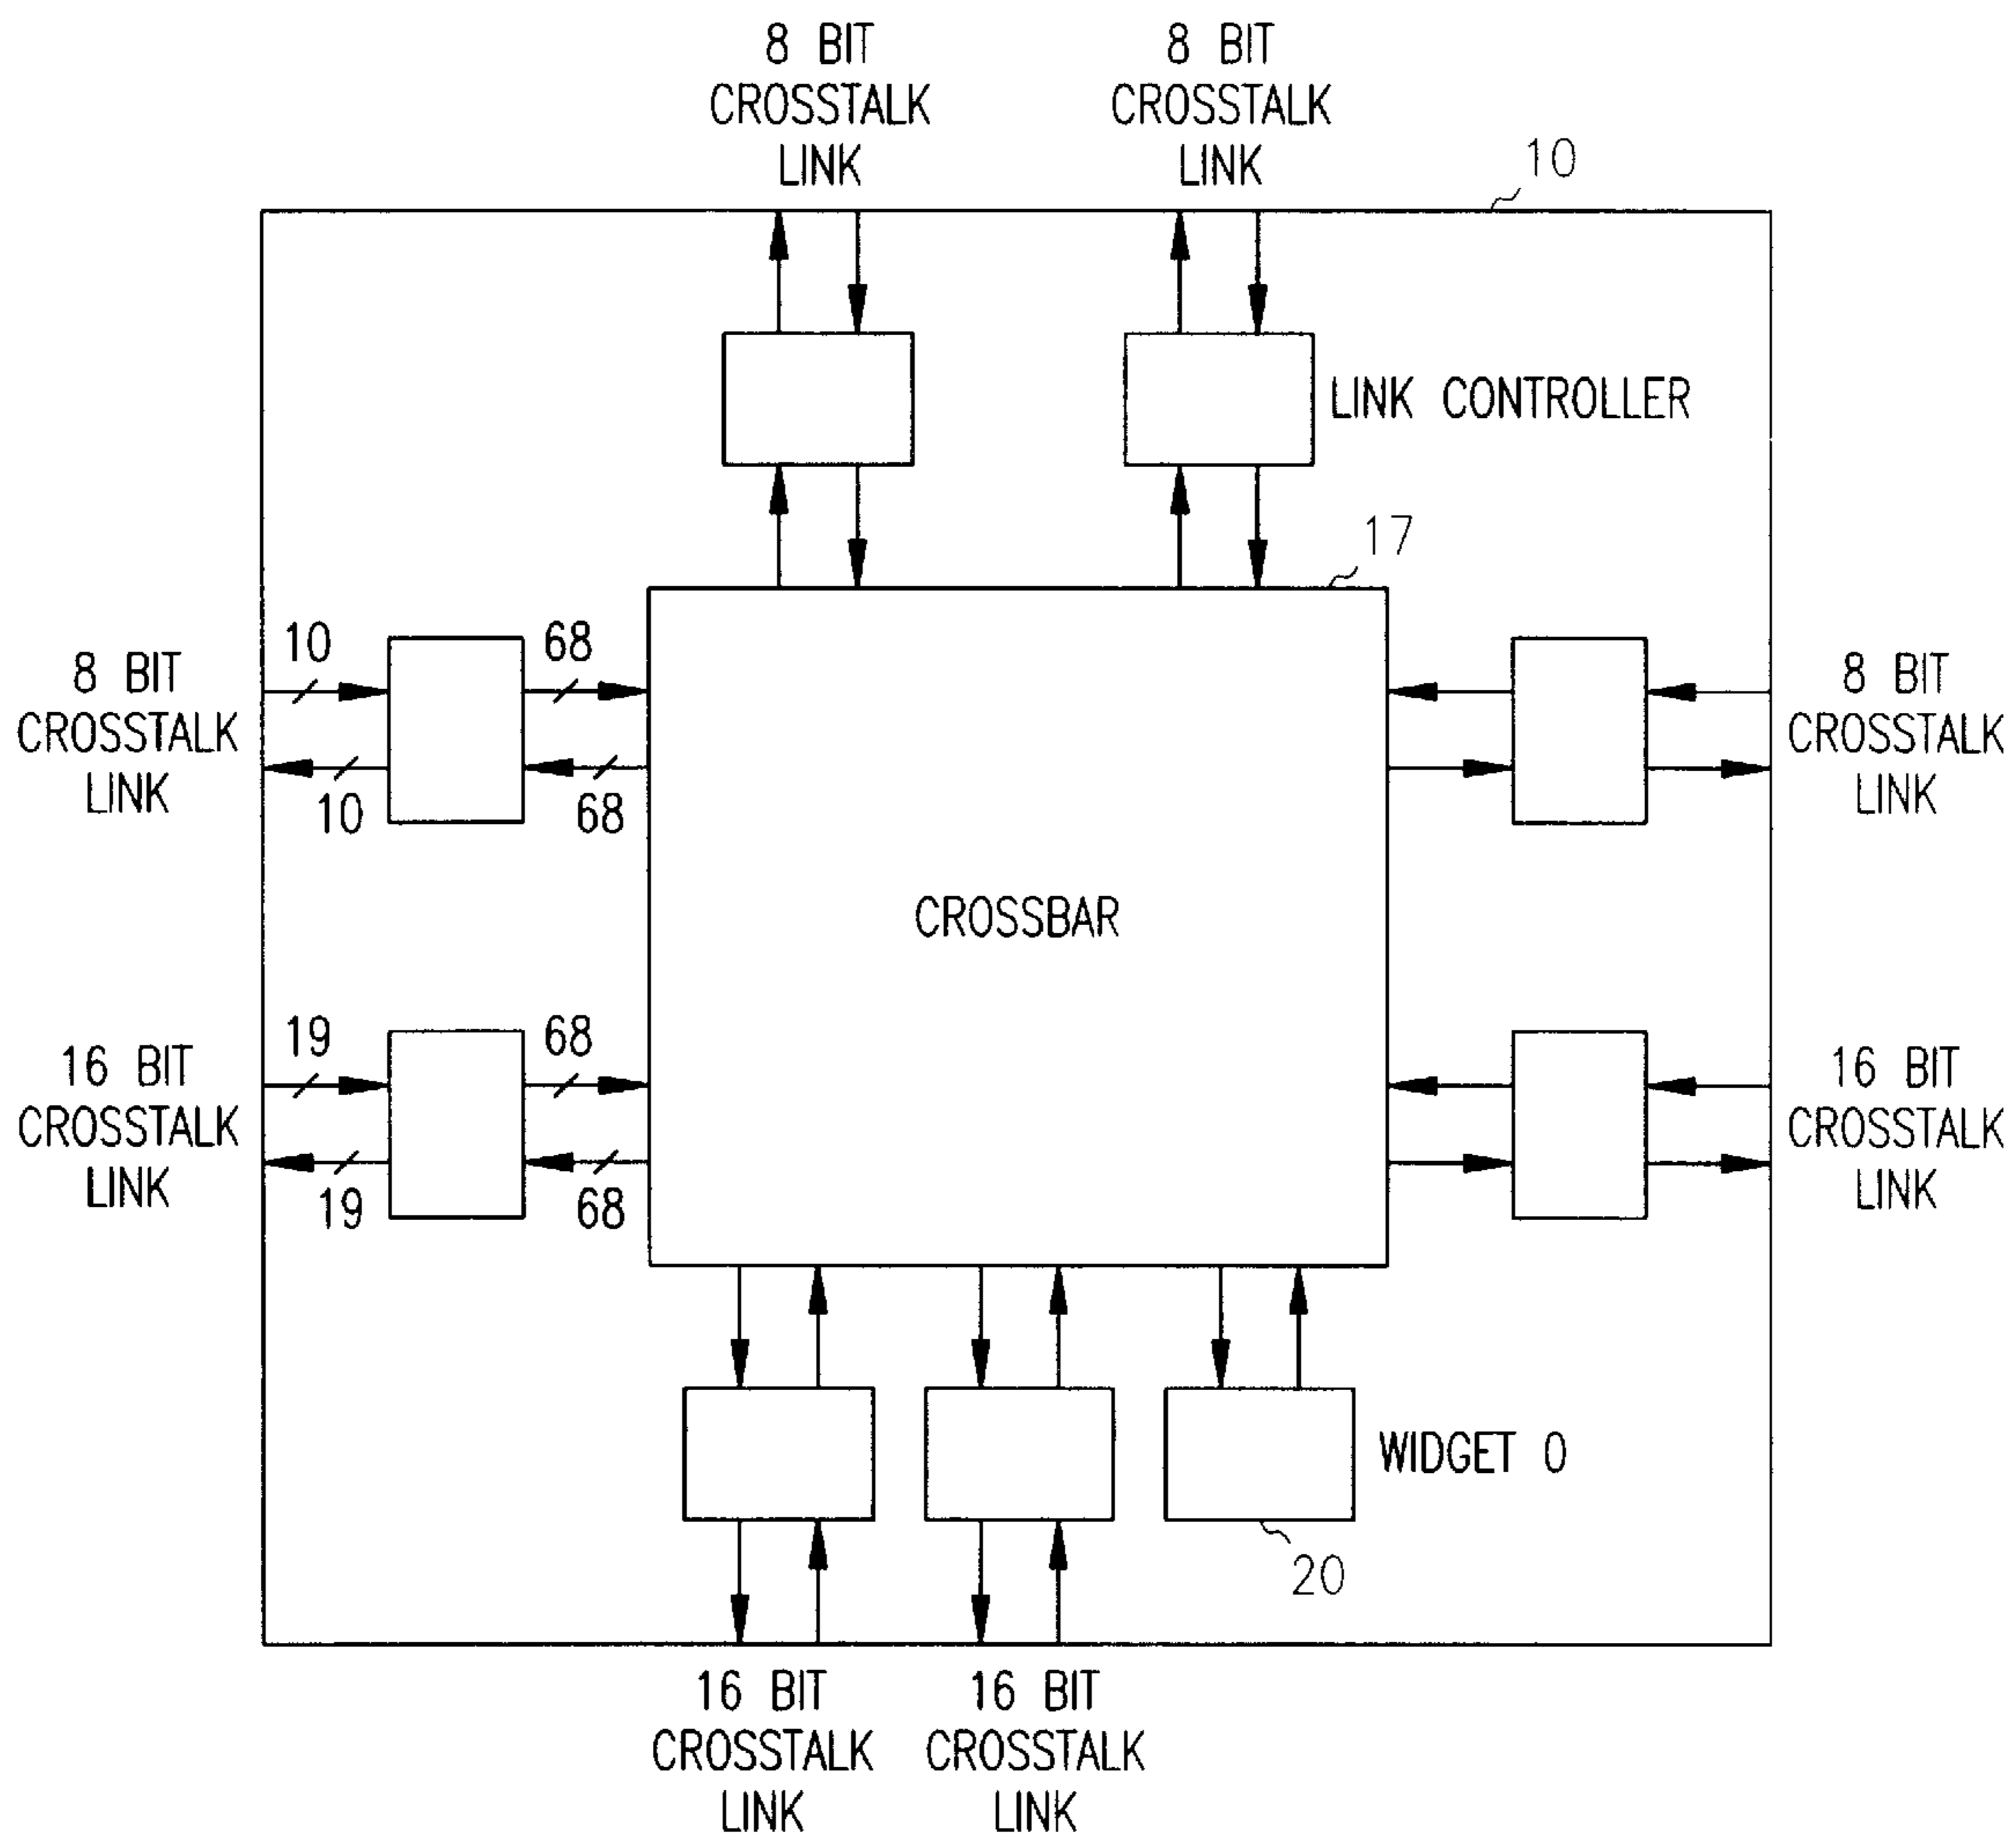 8 BIT
CROSSTALK
LINK
8 BIT
CROSSTALK
LINK
10
LINK CONTROLLER
17
10
68
8 BIT
CROSSTALK
LINK
10
68
8 BIT
CROSSTALK
LINK
CROSSBAR
19
68
16 BIT
CROSSTALK
LINK
19
68
16 BIT
CROSSTALK
LINK
WIDGET 0
20
16 BIT
CROSSTALK
LINK
16 BIT
CROSSTALK
LINK